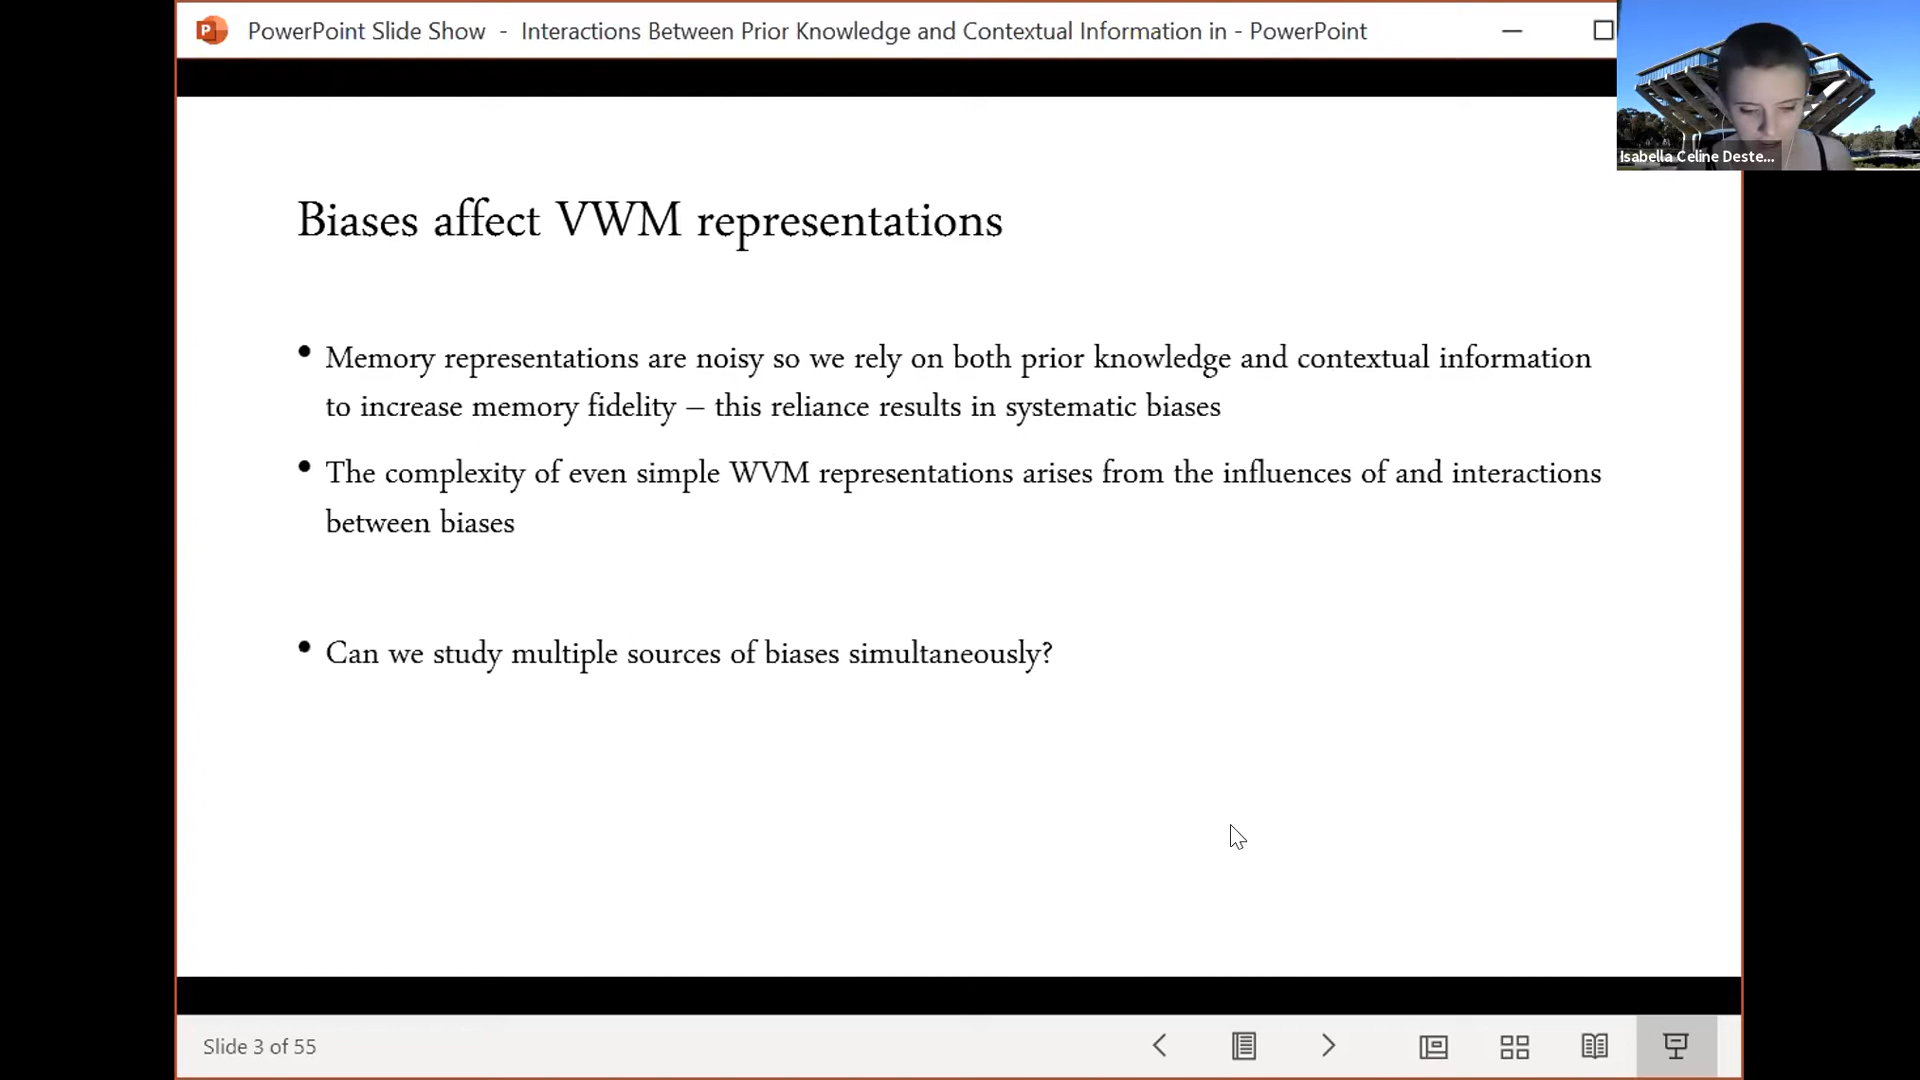 PowerPoint Slide Show - Interactions Between Prior Knowledge and Contextual Information in - PowerPoint
Isabella Celine Deste...
Biases affect VWM representations
• Memory representations are noisy so we rely on both prior knowledge and contextual information
to increase memory fidelity – this reliance results in systematic biases
• The complexity of even simple WVM representations arises from the influences of and interactions
between biases
• Can we study multiple sources of biases simultaneously?
Slide 3 of 55